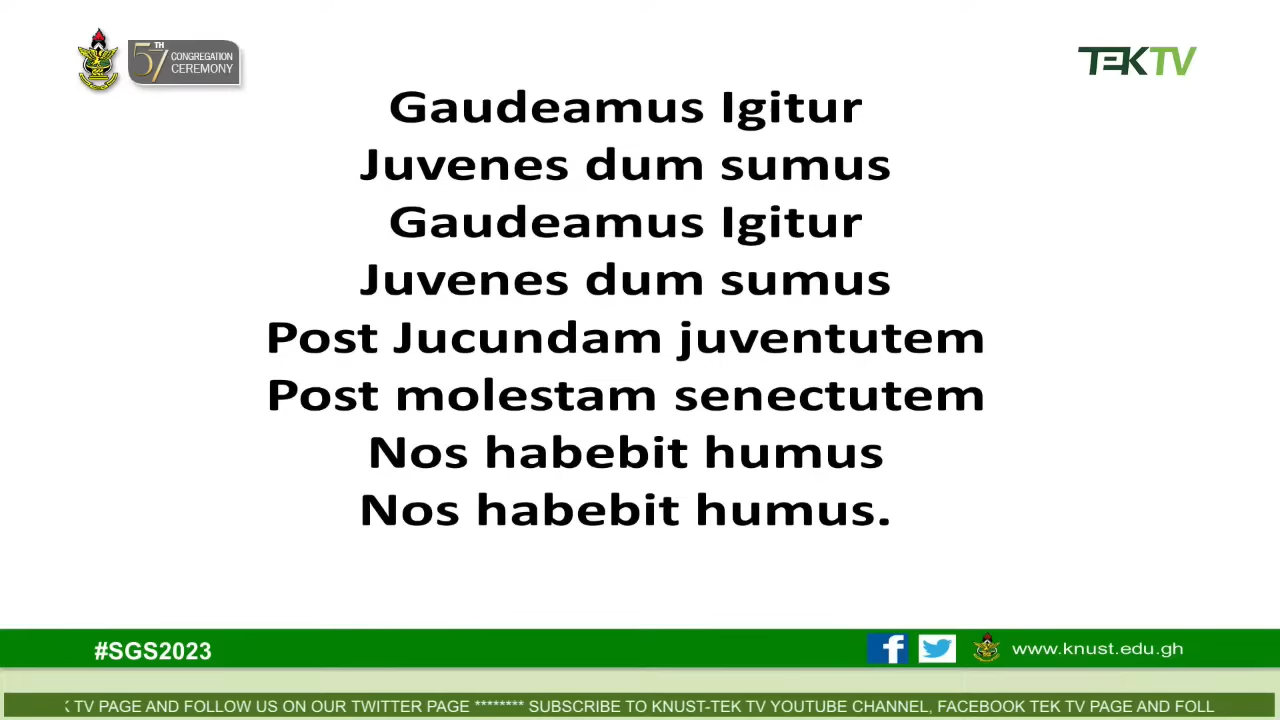 57TH CONGREGATION
CEREMONY
TEKTV
Gaudeamus Igitur
Juvenes dum sumus
Gaudeamus Igitur
Juvenes dum sumus
Post Jucundam juventutem
Post molestam senectutem
Nos habebit humus
Nos habebit humus.
#SGS2023
www.knust.edu.gh
TV PAGE AND FOLLOW US ON OUR TWITTER PAGE ******** SUBSCRIBE TO KNUST-TEK TV YOUTUBE CHANNEL, FACEBOOK TEK TV PAGE AND FOLL